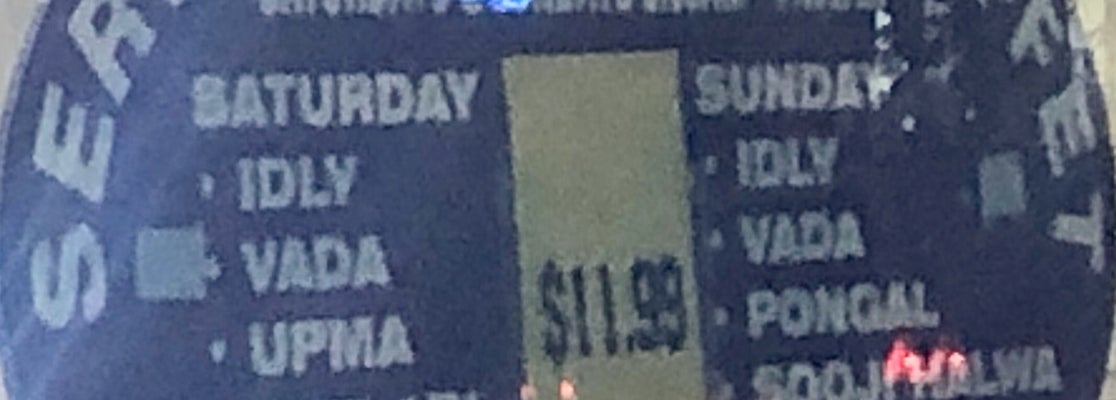 SATURDAY
IDLY
VADA
UPMA
$11.99
SUNDAY
IDLY
VADA
PONGAL
SOOJI HALWA